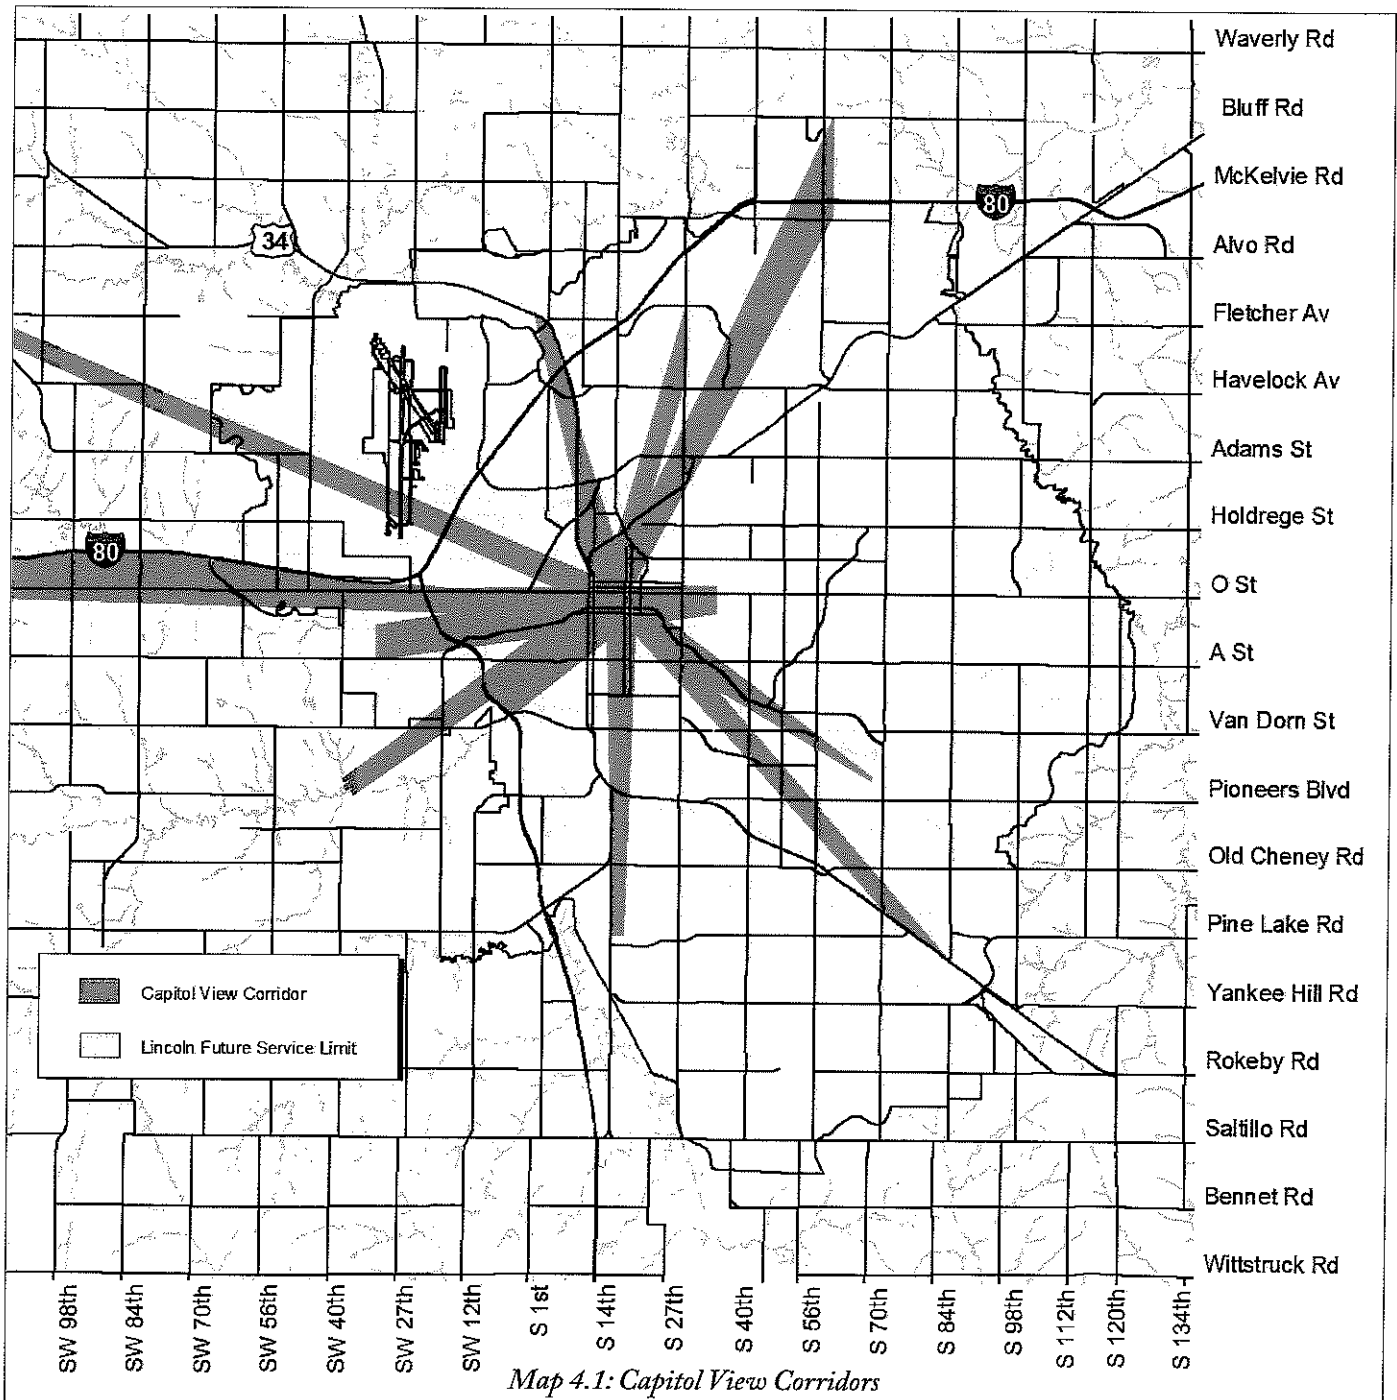 Waverly Rd
Bluff Rd
McKelvie Rd
80
34
Alvo Rd
Fletcher Av
Havelock Av
Adams St
Holdrege St
80
O St
A St
Van Dorn St
Pioneers Blvd
Old Cheney Rd
Pine Lake Rd
Capitol View Corridor
Yankee Hill Rd
Lincoln Future Service Limit
Rokeby Rd
Saltillo Rd
Bennet Rd
Wittstruck Rd
SW 98th
SW 84th
SW 70th
SW 56th
SW 40th
SW 27th
SW 12th
S 1st
S 14th
S 27th
S 40th
S 56th
S 70th
S 84th
S 98th
S 112th
S 120th
S 134th
Map 4.1: Capitol View Corridors